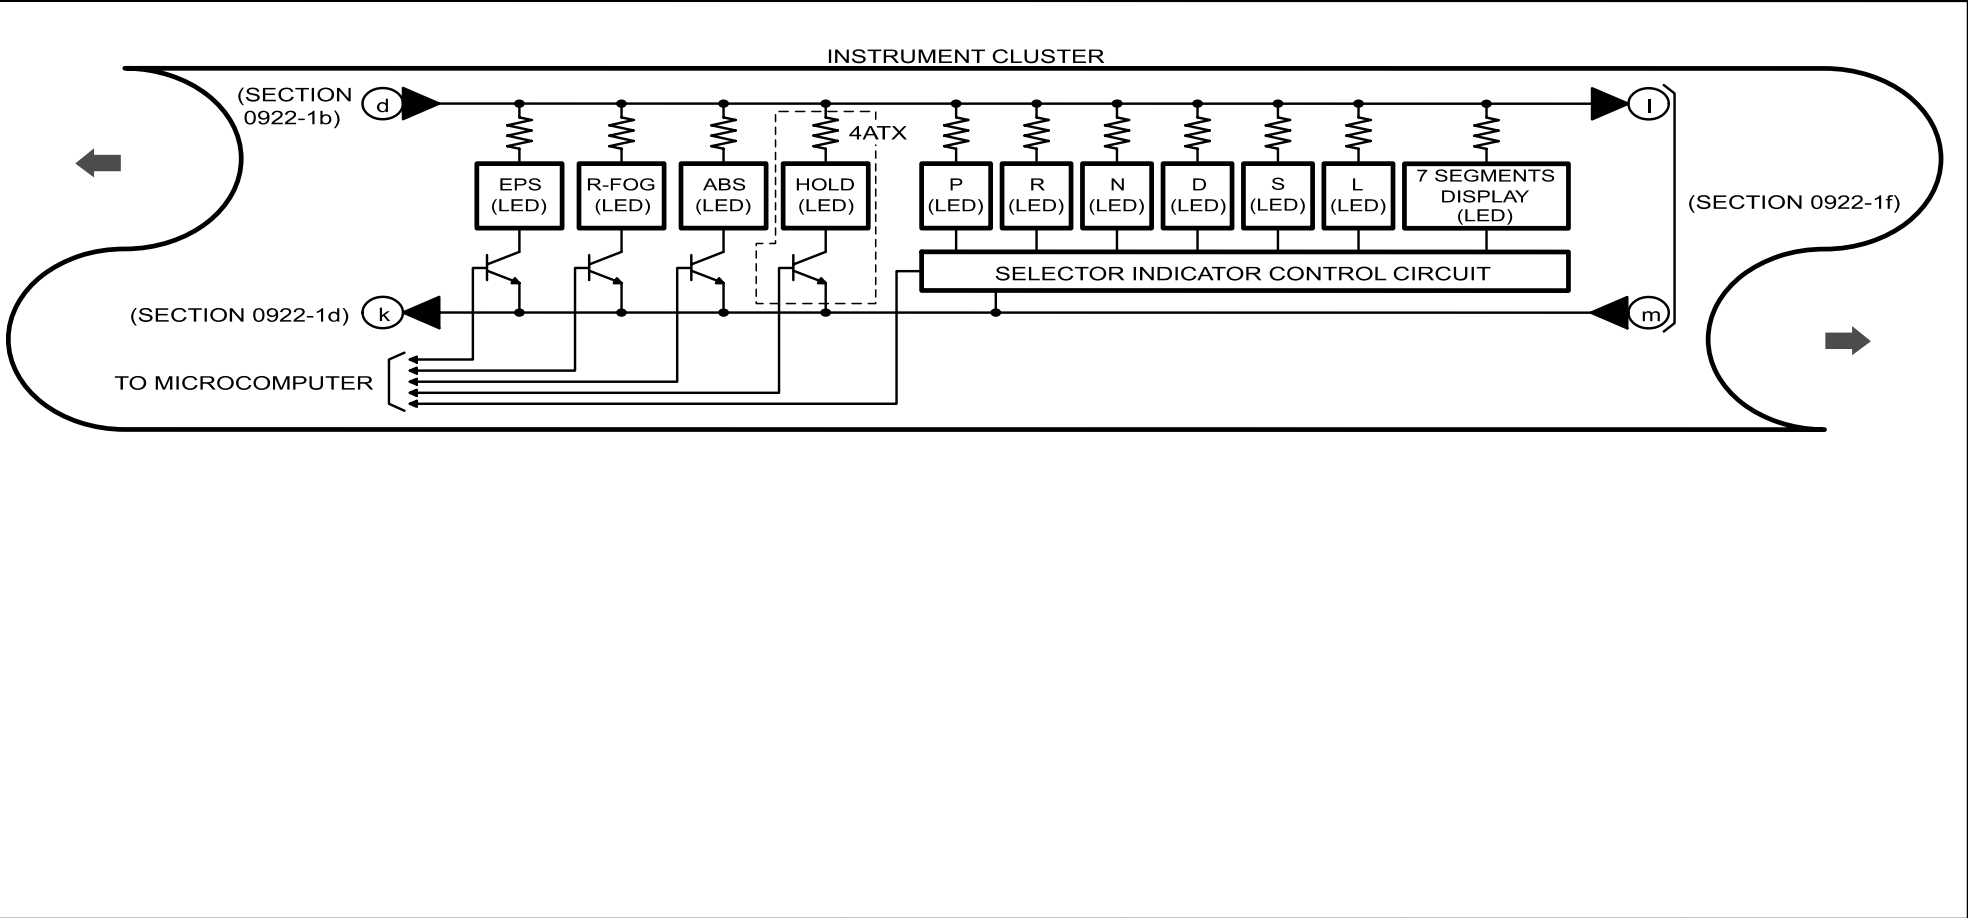 INSTRUMENT CLUSTER
(SECTION
0922-1b)
d
l
4ATX
EPS
(LED)
R-FOG
(LED)
ABS
(LED)
HOLD
(LED)
P
(LED)
R
(LED)
N
(LED)
D
(LED)
S
(LED)
L
(LED)
7 SEGMENTS
DISPLAY
(LED)
(SECTION 0922-1f)
SELECTOR INDICATOR CONTROL CIRCUIT
(SECTION 0922-1d)
k
m
TO MICROCOMPUTER